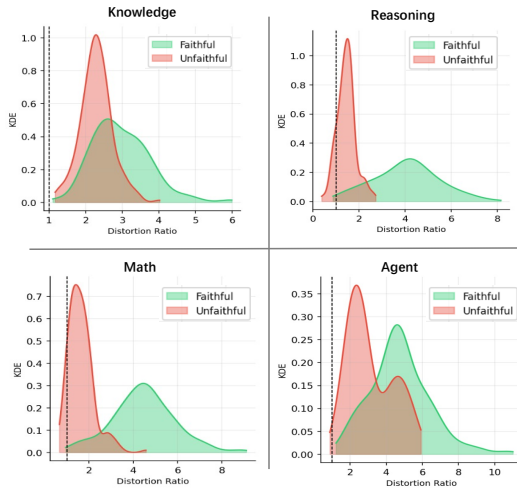 Knowledge
1.0
0.8
0.6
0.4
0.2
0.0
KDE
Faithful
Unfaithful
1 2 3 4 5 6
Distortion Ratio
Reasoning
1.0
0.8
0.6
0.4
0.2
0.0
KDE
Faithful
Unfaithful
0 2 4 6 8
Distortion Ratio
Math
0.7
0.6
0.5
0.4
0.3
0.2
0.1
0.0
KDE
Faithful
Unfaithful
2 4 6 8
Distortion Ratio
Agent
0.35
0.30
0.25
0.20
0.15
0.10
0.05
0.00
KDE
Faithful
Unfaithful
2 4 6 8 10
Distortion Ratio